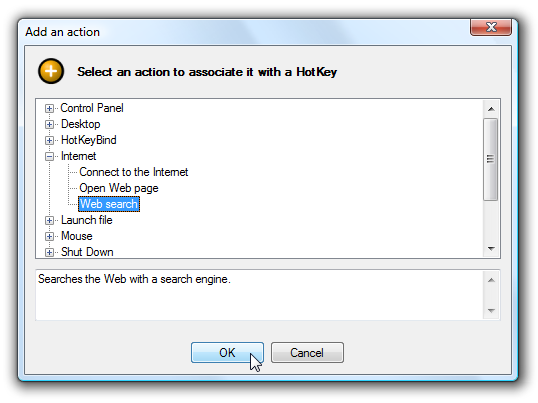 Add an action
Select an action to associate it with a HotKey
Control Panel
Desktop
HotKeyBind
Internet
Connect to the Internet
Open Web page
Web search
Launch file
Mouse
Shut Down
Searches the Web with a search engine.
OK
Cancel